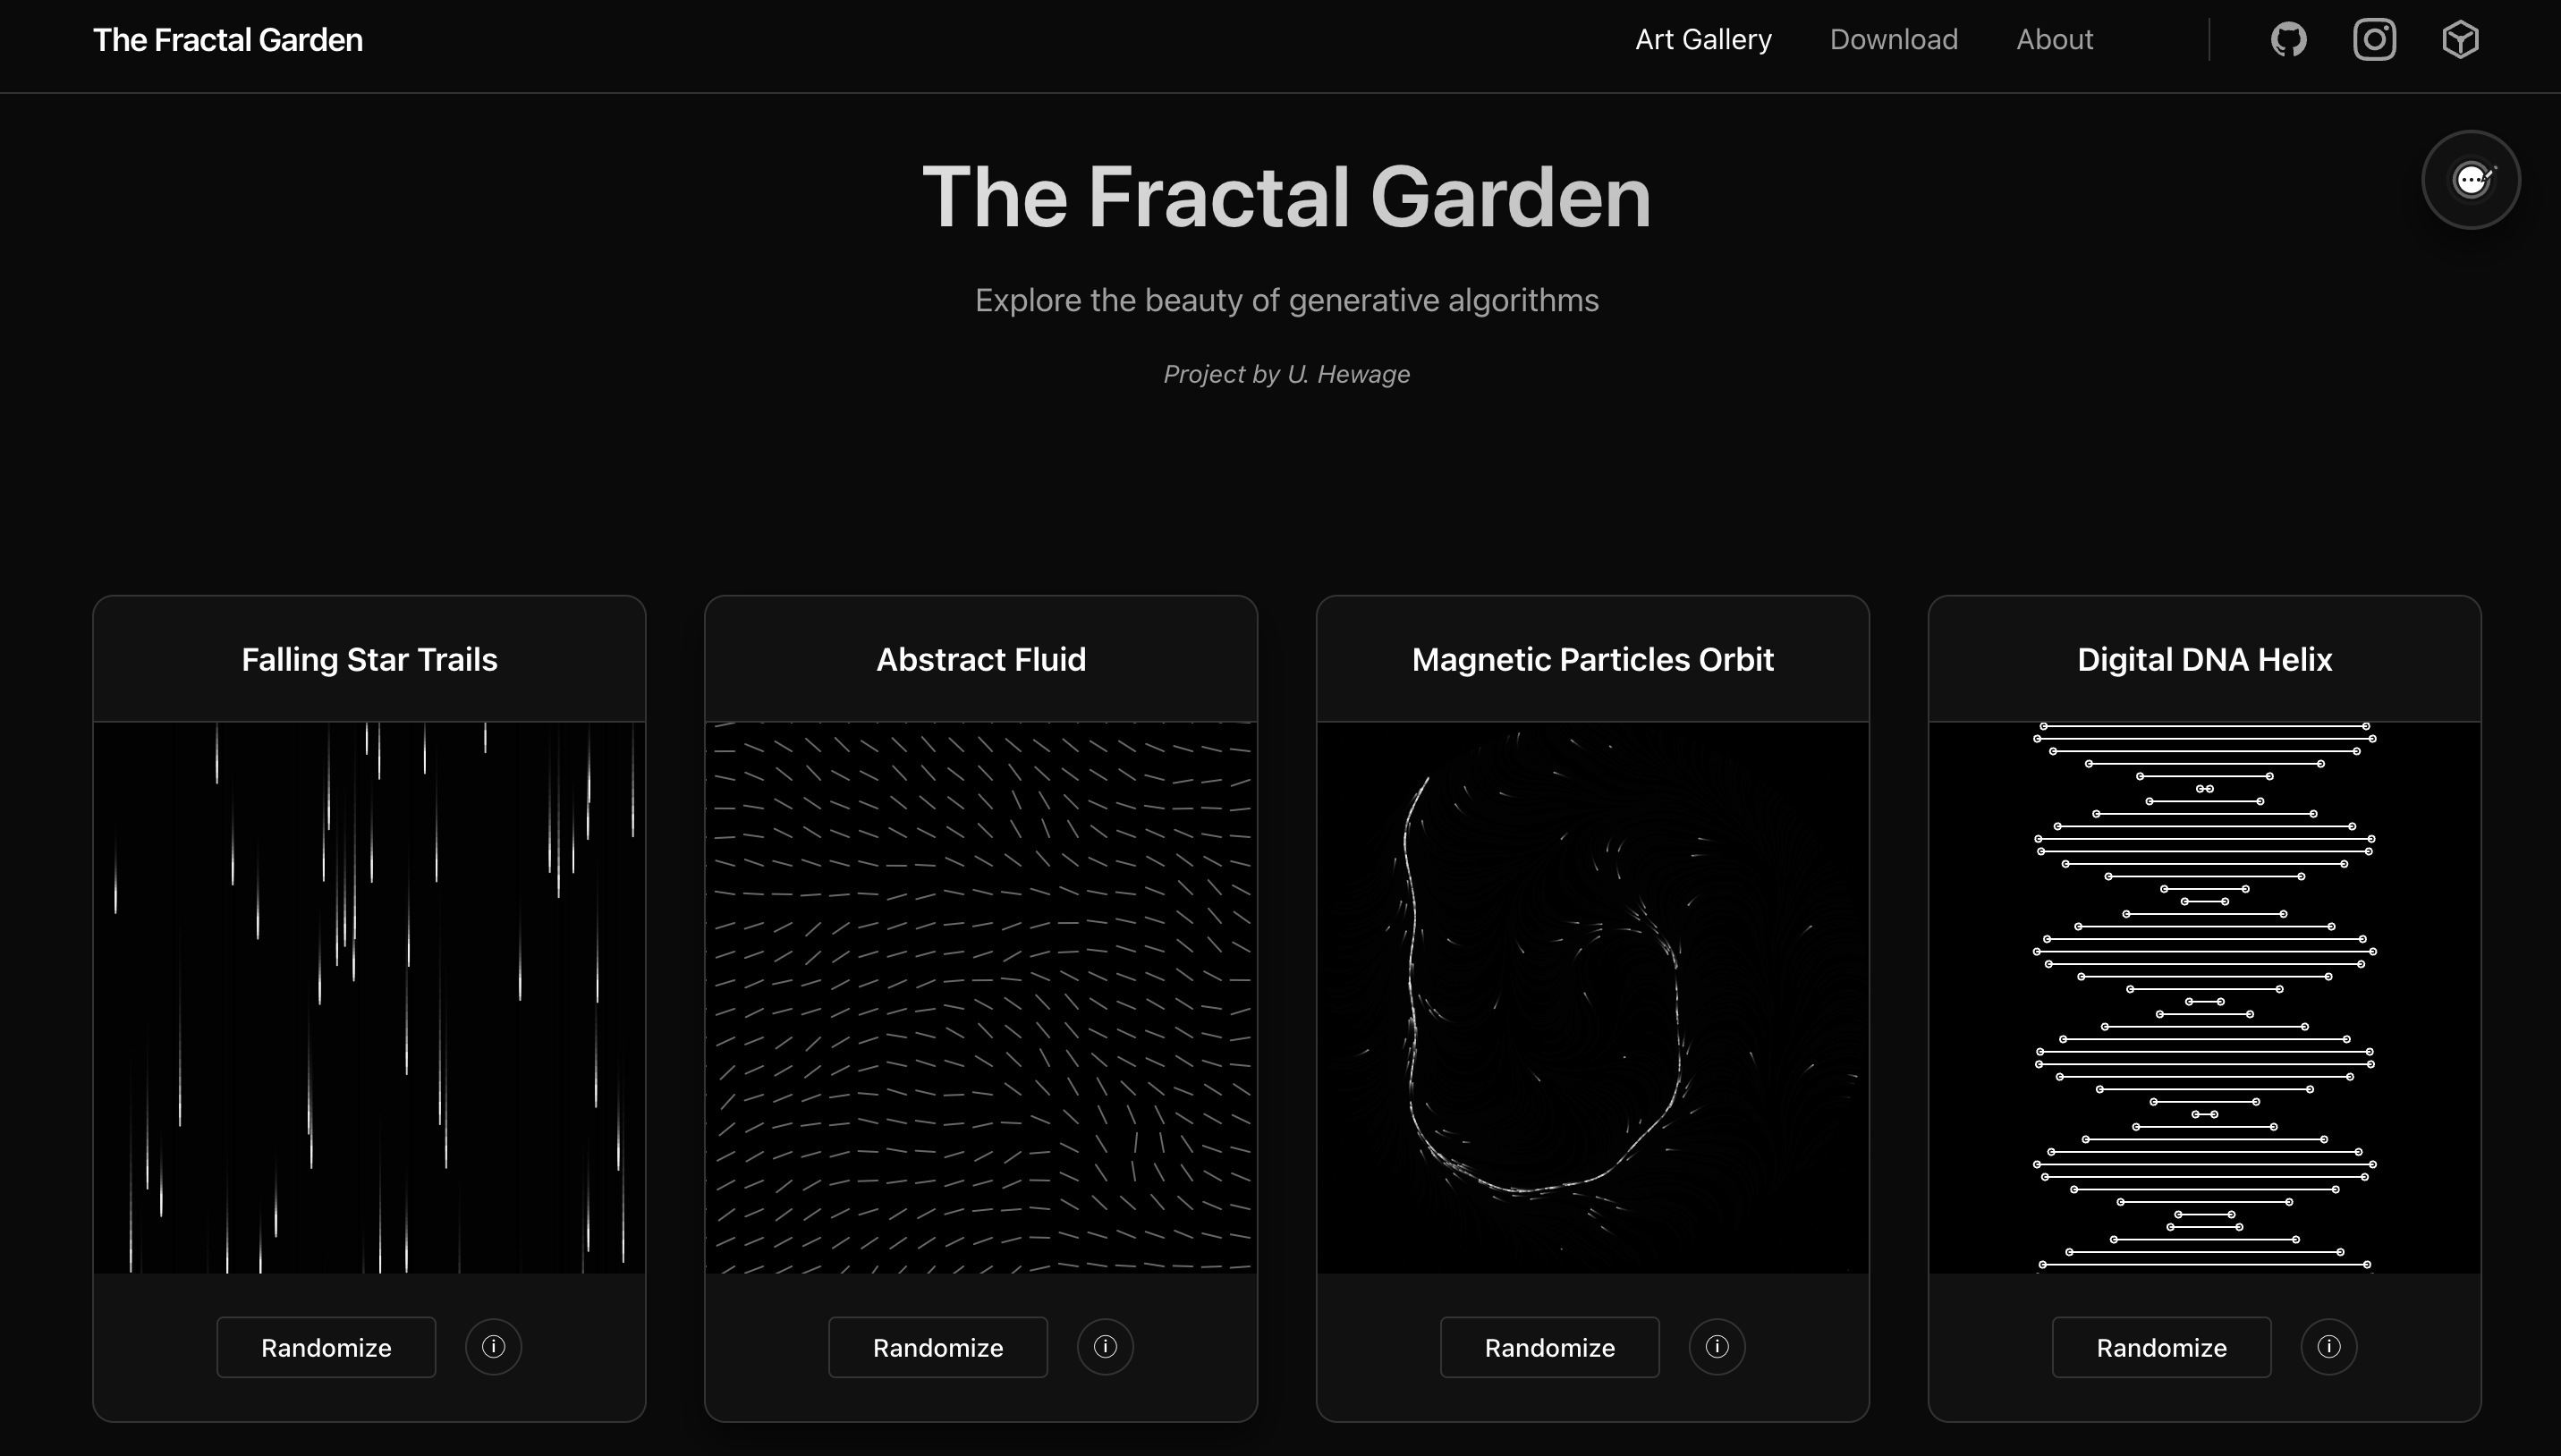 The Fractal Garden
Art Gallery
Download
About
The Fractal Garden
Explore the beauty of generative algorithms
Project by U. Hewage
Falling Star Trails
Abstract Fluid
Magnetic Particles Orbit
Digital DNA Helix
Randomize
Randomize
Randomize
Randomize